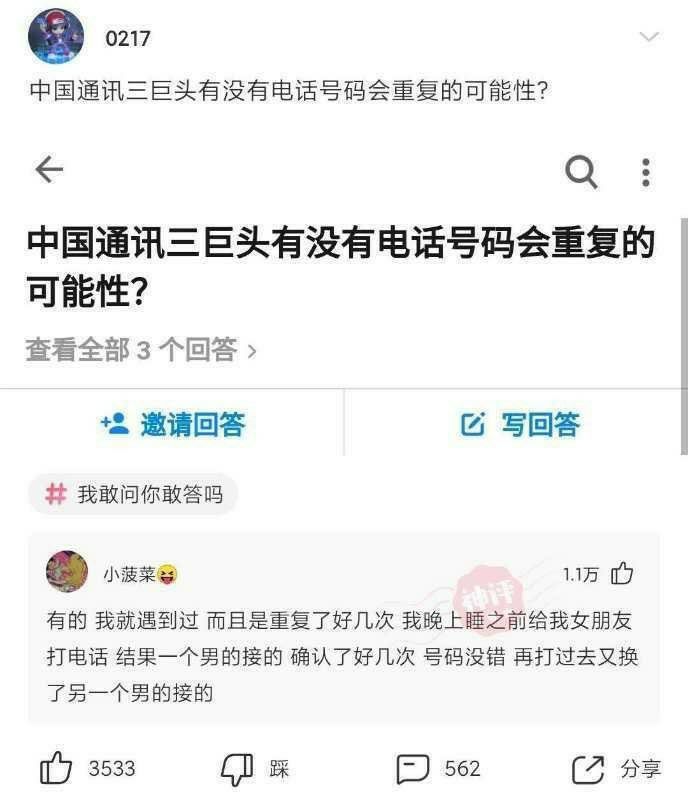 0217
中国通讯三巨头有没有电话号码会重复的可能性?
中国通讯三巨头有没有电话号码会重复的
可能性?
查看全部 3 个回答 >
邀请回答
写回答
# 我敢问你敢答吗
小菠菜😝
1.1万
神评
有的 我就遇到过 而且是重复了好几次 我晚上睡之前给我女朋友
打电话 结果一个男的接的 确认了好几次 号码没错 再打过去又换
了另一个男的接的
3533
踩
562
分享